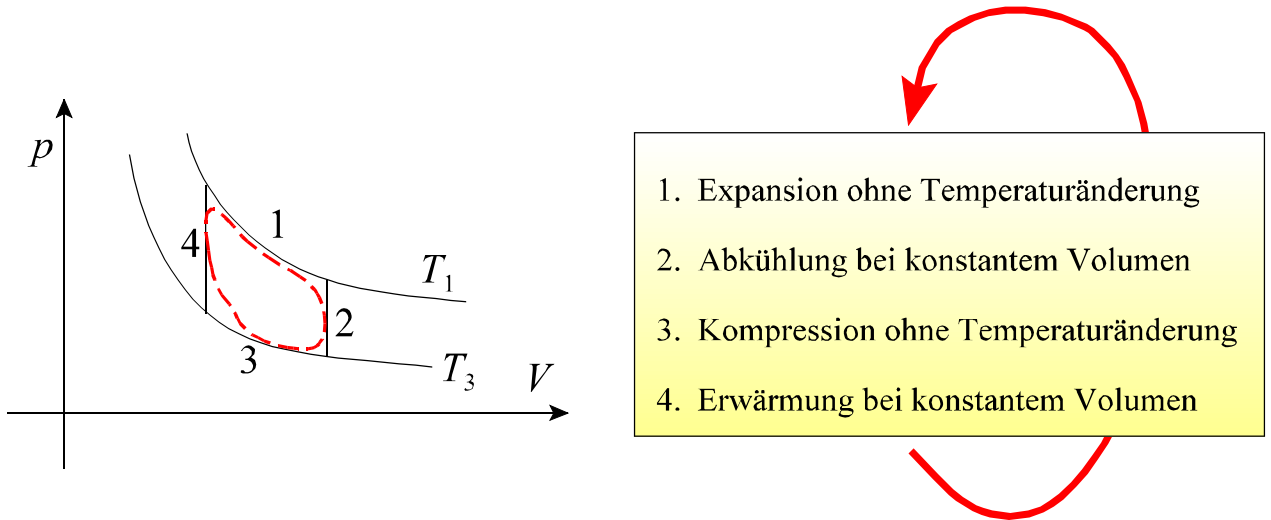 p
4
1
T1
2
3
T3
V
1. Expansion ohne Temperaturänderung
2. Abkühlung bei konstantem Volumen
3. Kompression ohne Temperaturänderung
4. Erwärmung bei konstantem Volumen